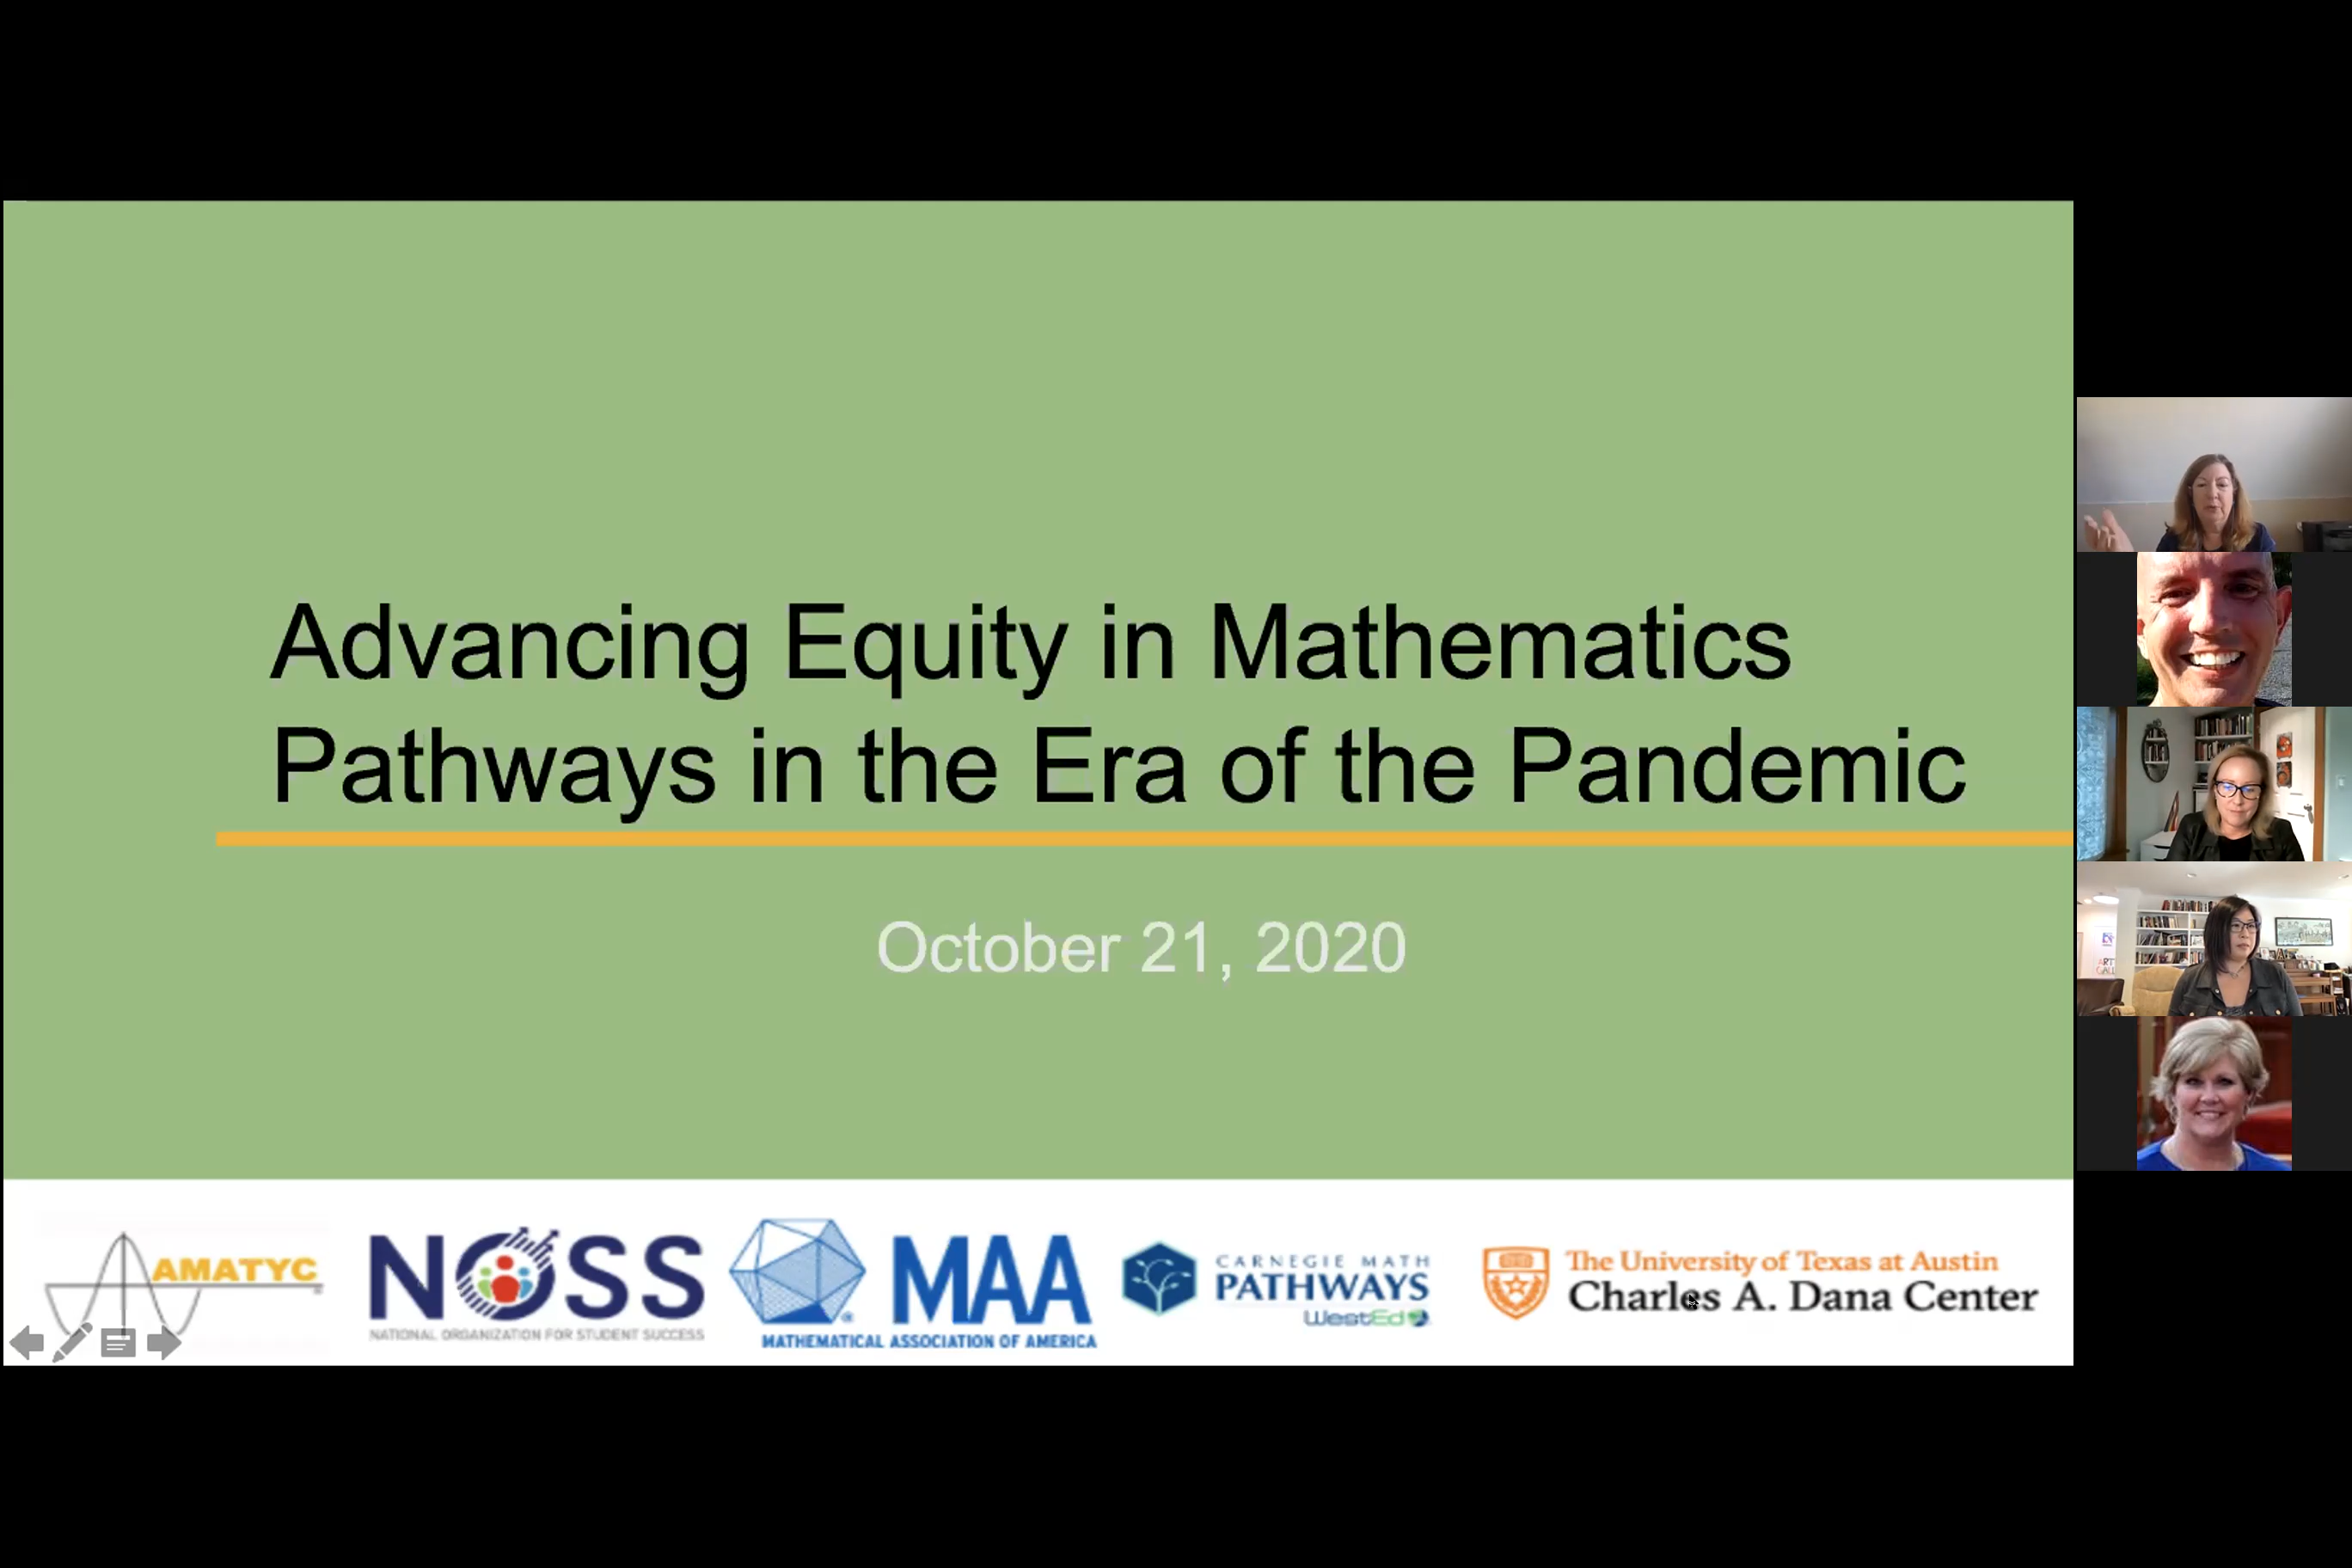 Advancing Equity in Mathematics
Pathways in the Era of the Pandemic
October 21, 2020
AMATYC
NOSS
NATIONAL ORGANIZATION FOR STUDENT SUCCESS
MAA
MATHEMATICAL ASSOCIATION OF AMERICA
CARNEGIE MATH
PATHWAYS
WestEd
The University of Texas at Austin
Charles A. Dana Center
ART